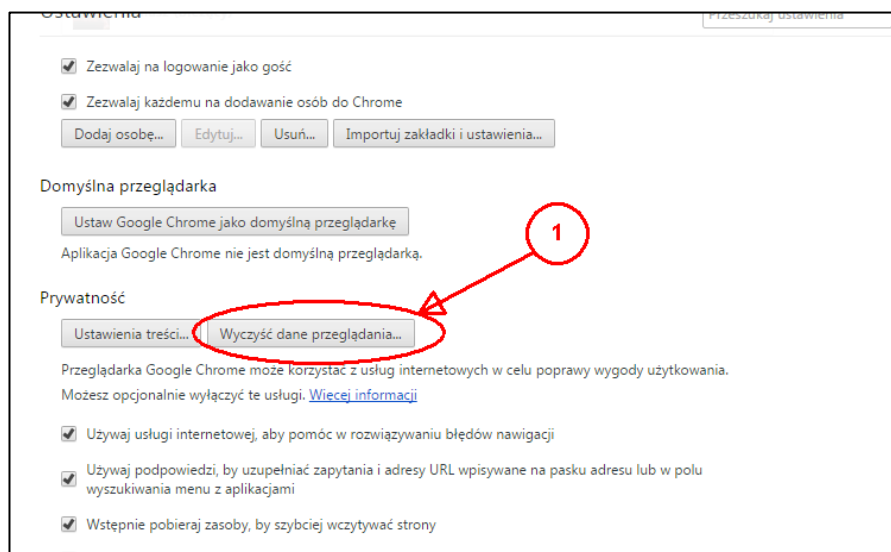 Ustawienia
Przeszukaj ustawienia
Zezwalaj na logowanie jako gość
Zezwalaj każdemu na dodawanie osób do Chrome
Dodaj osobę... Edytuj... Usuń... Importuj zakładki i ustawienia...
Domyślna przeglądarka
Ustaw Google Chrome jako domyślną przeglądarkę
1
Aplikacja Google Chrome nie jest domyślną przeglądarką.
Prywatność
Ustawienia treści... Wyczyść dane przeglądania...
Przeglądarka Google Chrome może korzystać z usług internetowych w celu poprawy wygody użytkowania.
Możesz opcjonalnie wyłączyć te usługi. Więcej informacji
Używaj usługi internetowej, aby pomóc w rozwiązywaniu błędów nawigacji
Używaj podpowiedzi, by uzupełniać zapytania i adresy URL wpisywane na pasku adresu lub w polu
wyszukiwania menu z aplikacjami
Wstępnie pobieraj zasoby, by szybciej wczytywać strony